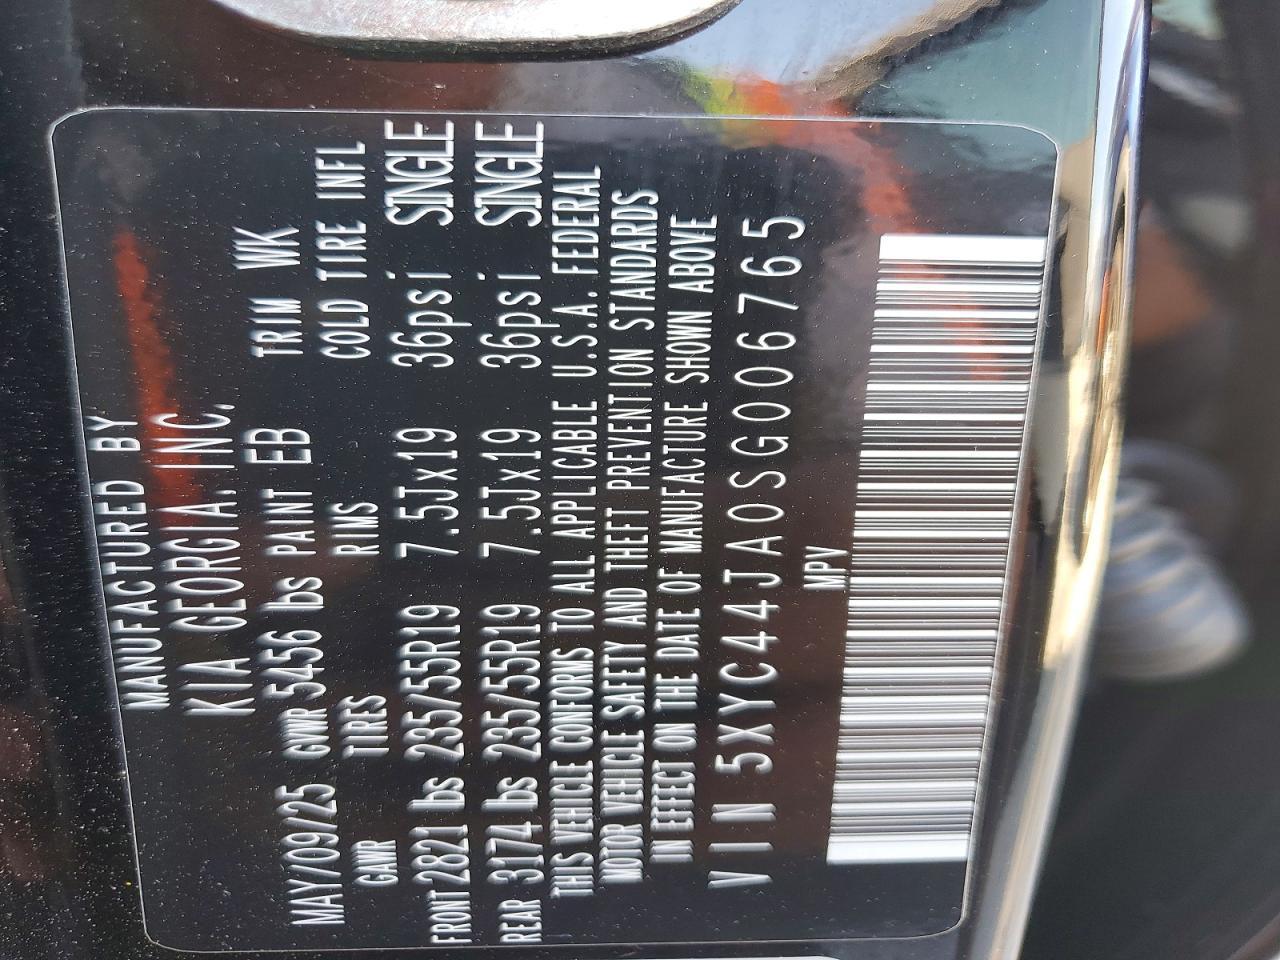 MANUFACTURED BY
KIA GEORGIA, INC.
MAY/09/25 GVWR 5456 lbs PAINT EB TRIM WK
GAWR TIRES RIMS COLD TIRE INFL
FRONT 2821 lbs 235/55R19 7.5Jx19 36psi SINGLE
REAR 3174 lbs 235/55R19 7.5Jx19 36psi SINGLE
THIS VEHICLE CONFORMS TO ALL APPLICABLE U.S.A. FEDERAL
MOTOR VEHICLE SAFETY AND THEFT PREVENTION STANDARDS
IN EFFECT ON THE DATE OF MANUFACTURE SHOWN ABOVE
VIN 5XYC44JA0SG006765
MPV